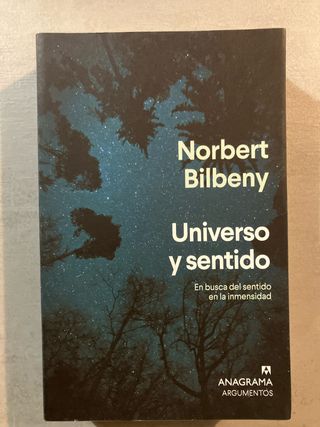 Norbert
Bilbeny
Universo
y sentido
En busca del sentido
en la inmensidad
ANAGRAMA
ARGUMENTOS